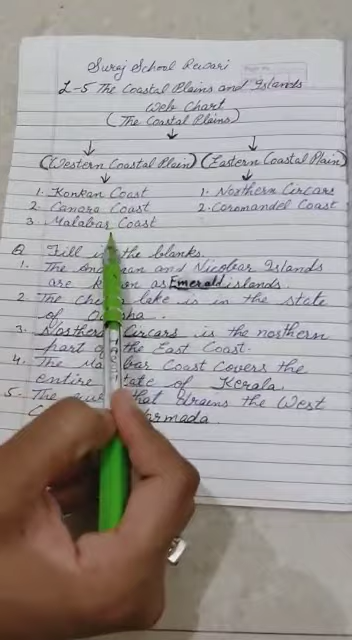 Suraj School Rewari
L-5 The Coastal Plains and Islands
Web Chart
(The Coastal Plains)
(Western Coastal Plain) (Eastern Coastal Plain)
1. Konkan Coast 1. Northern Circars
2. Canara Coast 2. Coromandel Coast
3. Malabar Coast
Q Fill in the blanks.
1. The and Nicobar Islands
are as Emerald islands.
2. The lake is in the state
of
3. Northern Circars is the northern
part of the East Coast.
4. The Coast covers the
entire of Kerala.
5. The that drains the West